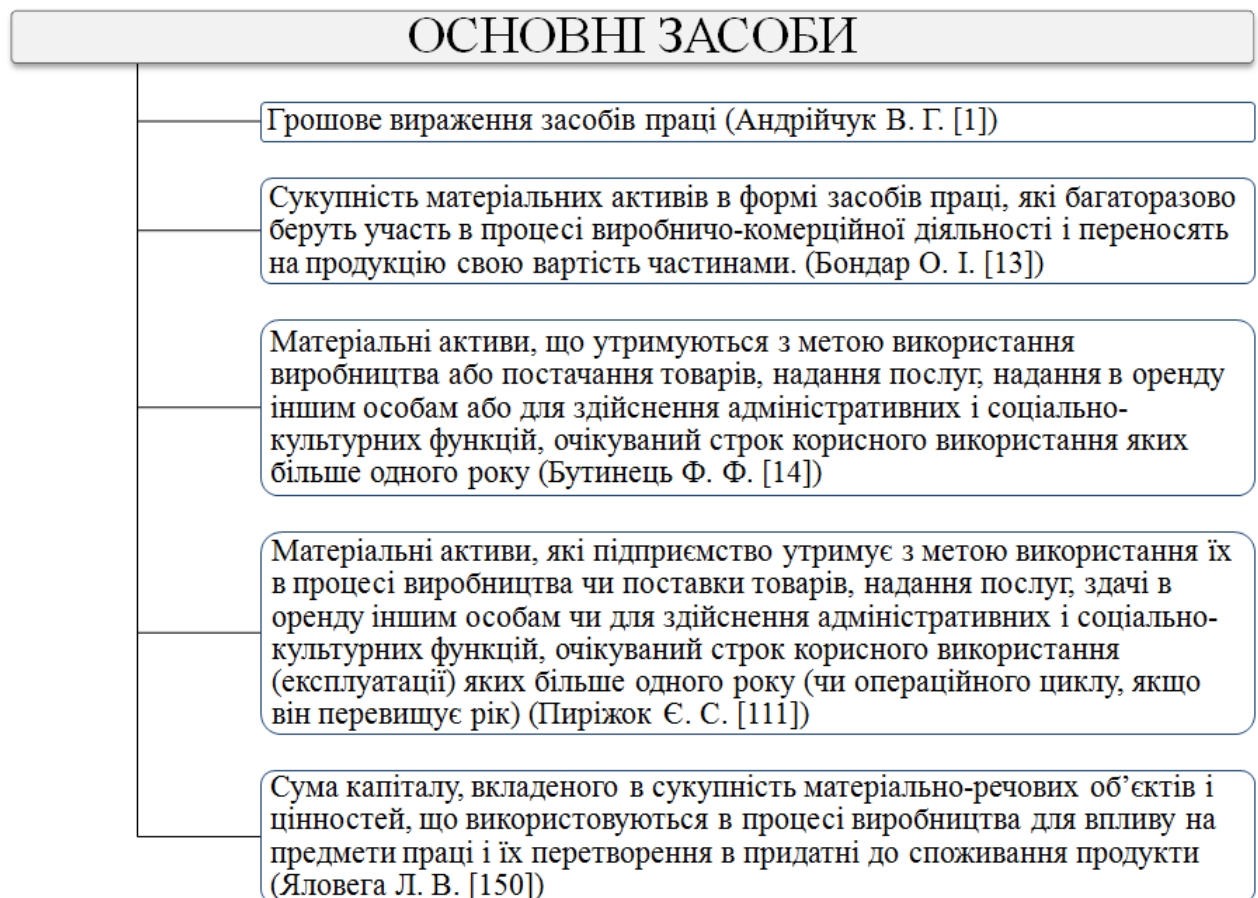 ОСНОВНІ ЗАСОБИ
Грошове вираження засобів праці (Андрійчук В. Г. [1])
Сукупність матеріальних активів в формі засобів праці, які багаторазово
беруть участь в процесі виробничо-комерційної діяльності і переносять
на продукцію свою вартість частинами. (Бондар О. І. [13])
Матеріальні активи, що утримуються з метою використання
виробництва або постачання товарів, надання послуг, надання в оренду
іншим особам або для здійснення адміністративних і соціально-
культурних функцій, очікуваний строк корисного використання яких
більше одного року (Бутинець Ф. Ф. [14])
Матеріальні активи, які підприємство утримує з метою використання їх
в процесі виробництва чи поставки товарів, надання послуг, здачі в
оренду іншим особам чи для здійснення адміністративних і соціально-
культурних функцій, очікуваний строк корисного використання
(експлуатації) яких більше одного року (чи операційного циклу, якщо
він перевищує рік) (Пиріжок Є. С. [111])
Сума капіталу, вкладеного в сукупність матеріально-речових об’єктів і
цінностей, що використовуються в процесі виробництва для впливу на
предмети праці і їх перетворення в придатні до споживання продукти
(Яловега Л. В. [150])